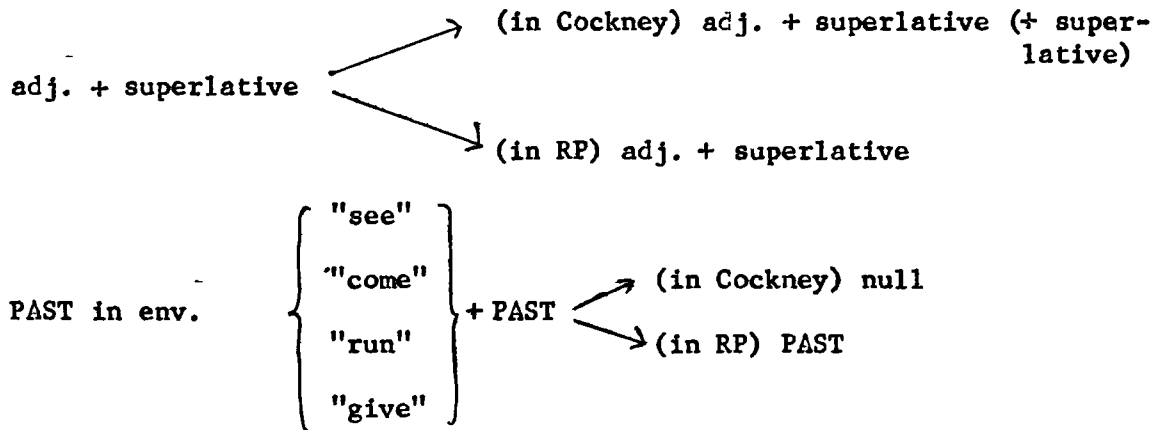 (in Cockney) adj. + superlative (+ super-
lative)
adj. + superlative
(in RP) adj. + superlative
"see"
"come"
PAST in env. + PAST
(in Cockney) null
(in RP) PAST
"run"
"give"